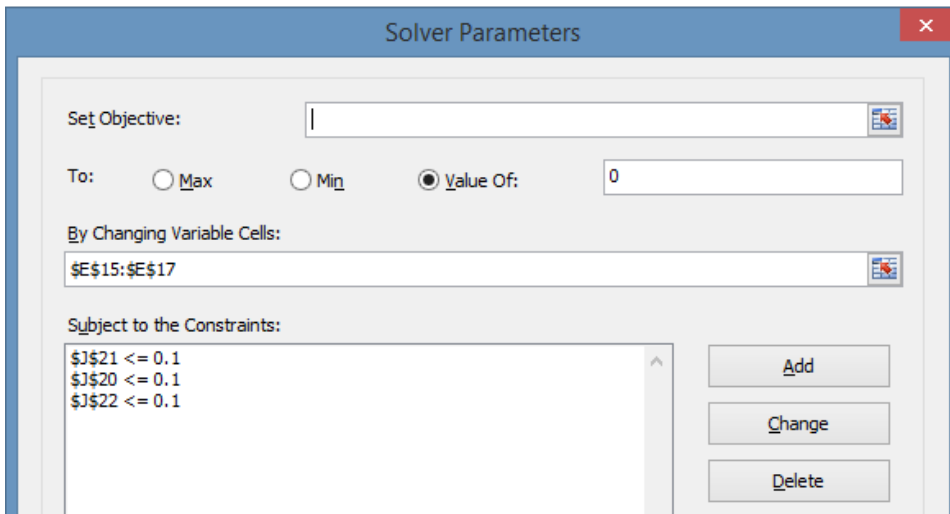 Solver Parameters
Set Objective:
To: Max Min Value Of: 0
By Changing Variable Cells:
$E$15:$E$17
Subject to the Constraints:
$J$21 <= 0.1
$J$20 <= 0.1
$J$22 <= 0.1
Add
Change
Delete